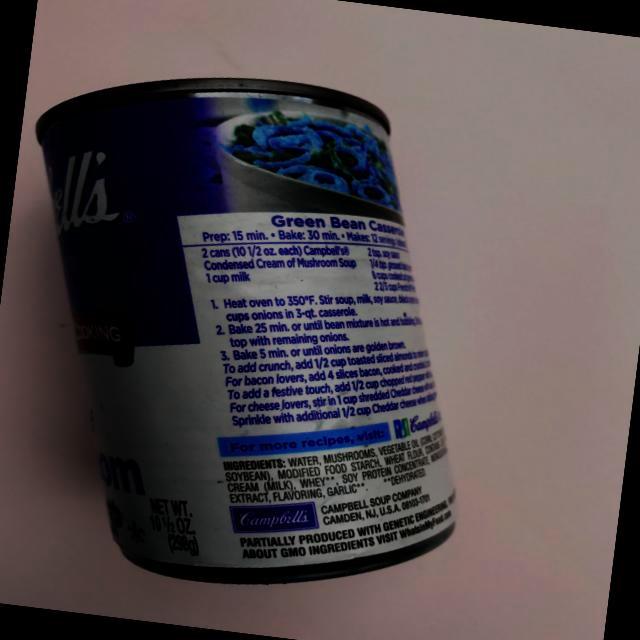 ell's
Green Bean
Prep: 15 min. • Bake: 30 min. • Makes: 12
2 cans (10 1/2 oz. each) Campbell's®
Condensed Cream of Mushroom Soup
1 cup milk
1. Heat oven to 350°F. Stir soup, milk, soy sauce,
cups onions in 3-qt. casserole.
2. Bake 25 min. or until bean mixture is hot and
top with remaining onions.
3. Bake 5 min. or until onions are golden brown.
To add crunch, add 1/2 cup toasted sliced almonds
For bacon lovers, add 4 slices bacon, cooked and
To add a festive touch, add 1/2 cup chopped
For cheese lovers, stir in 1 cup shredded Cheddar
Sprinkle with additional 1/2 cup Cheddar cheese
For more recipes, visit:
INGREDIENTS: WATER, MUSHROOMS, VEGETABLE OIL
SOYBEAN), MODIFIED FOOD STARCH, WHEAT FLOUR,
CREAM (MILK), WHEY**, SOY PROTEIN CONCENTRATE,
EXTRACT, FLAVORING, GARLIC** **DEHYDRATED
Campbell's
CAMPBELL SOUP COMPANY
CAMDEN, NJ, U.S.A. 08103-1701
PARTIALLY PRODUCED WITH GENETIC
ABOUT GMO INGREDIENTS VISIT
om
NET WT.
10 1/2 OZ.
(298g)